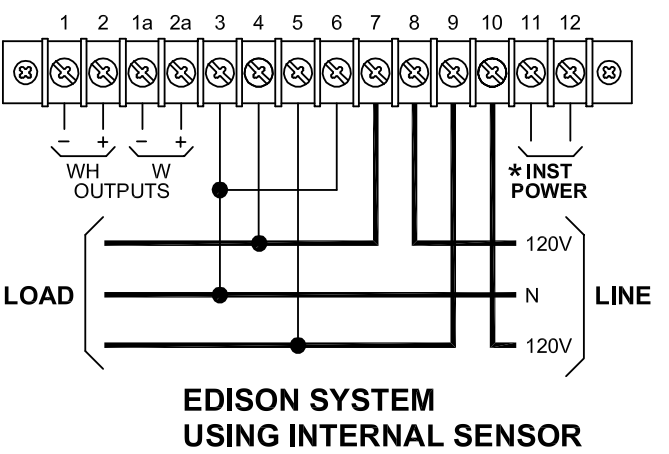 1 2 1a 2a 3 4 5 6 7 8 9 10 11 12
− + − +
WH W
OUTPUTS
* INST
POWER
120V
LOAD N LINE
120V
EDISON SYSTEM
USING INTERNAL SENSOR